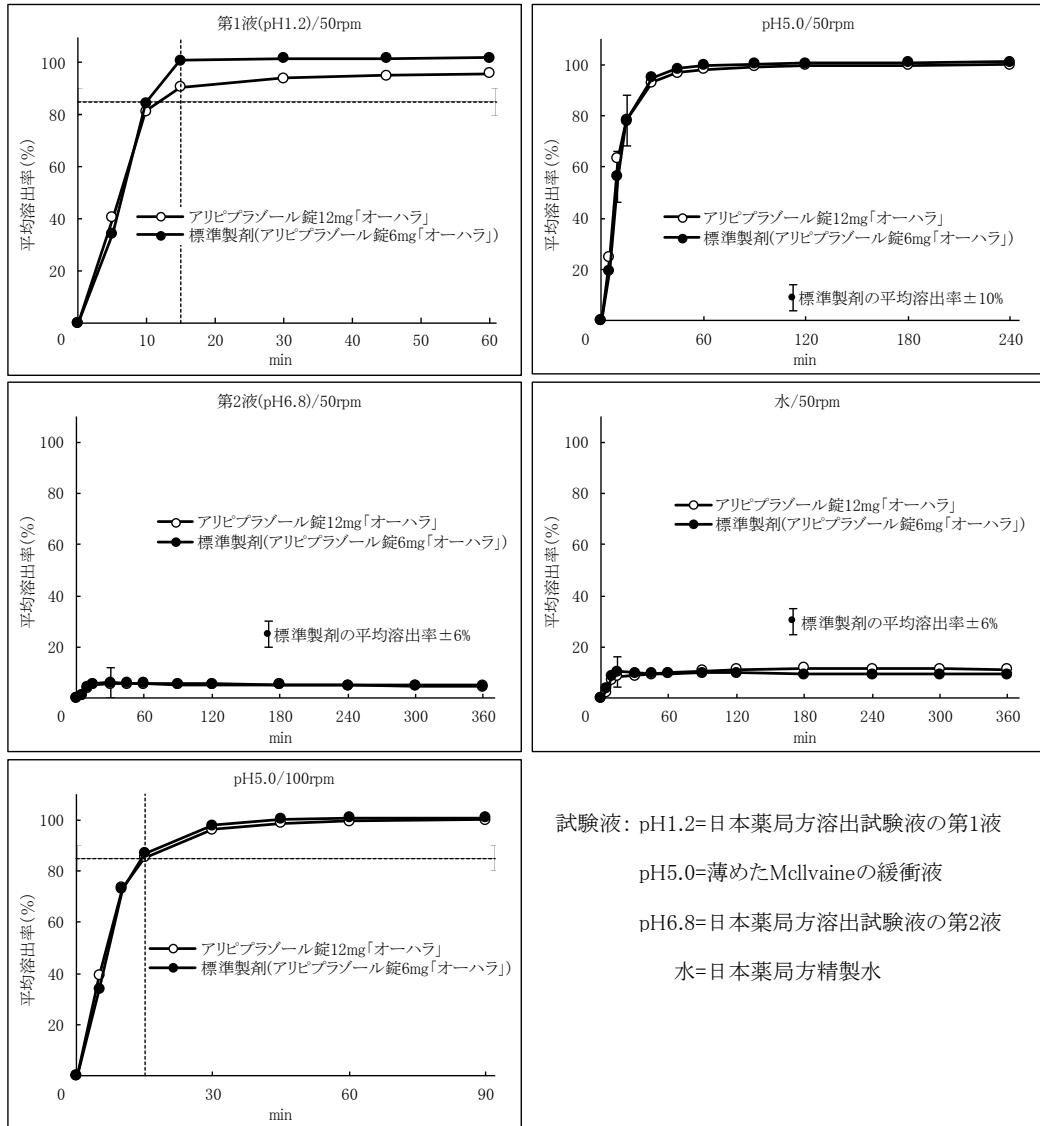 第1液(pH1.2)/50rpm
平均溶出率(%)
100
80
60
40
20
0
10
20
30
40
50
60
min
アリピプラゾール錠12mg「オーハラ」
標準製剤(アリピプラゾール錠6mg「オーハラ」)
pH5.0/50rpm
平均溶出率(%)
100
80
60
40
20
0
60
120
180
240
min
アリピプラゾール錠12mg「オーハラ」
標準製剤(アリピプラゾール錠6mg「オーハラ」)
標準製剤の平均溶出率±10%
第2液(pH6.8)/50rpm
平均溶出率(%)
100
80
60
40
20
0
60
120
180
240
300
360
min
アリピプラゾール錠12mg「オーハラ」
標準製剤(アリピプラゾール錠6mg「オーハラ」)
標準製剤の平均溶出率±6%
水/50rpm
平均溶出率(%)
100
80
60
40
20
0
60
120
180
240
300
360
min
アリピプラゾール錠12mg「オーハラ」
標準製剤(アリピプラゾール錠6mg「オーハラ」)
標準製剤の平均溶出率±6%
pH5.0/100rpm
平均溶出率(%)
100
80
60
40
20
0
30
60
90
min
アリピプラゾール錠12mg「オーハラ」
標準製剤(アリピプラゾール錠6mg「オーハラ」)
試験液: pH1.2=日本薬局方溶出試験液の第1液
pH5.0=薄めたMcIlvaineの緩衝液
pH6.8=日本薬局方溶出試験液の第2液
水=日本薬局方精製水